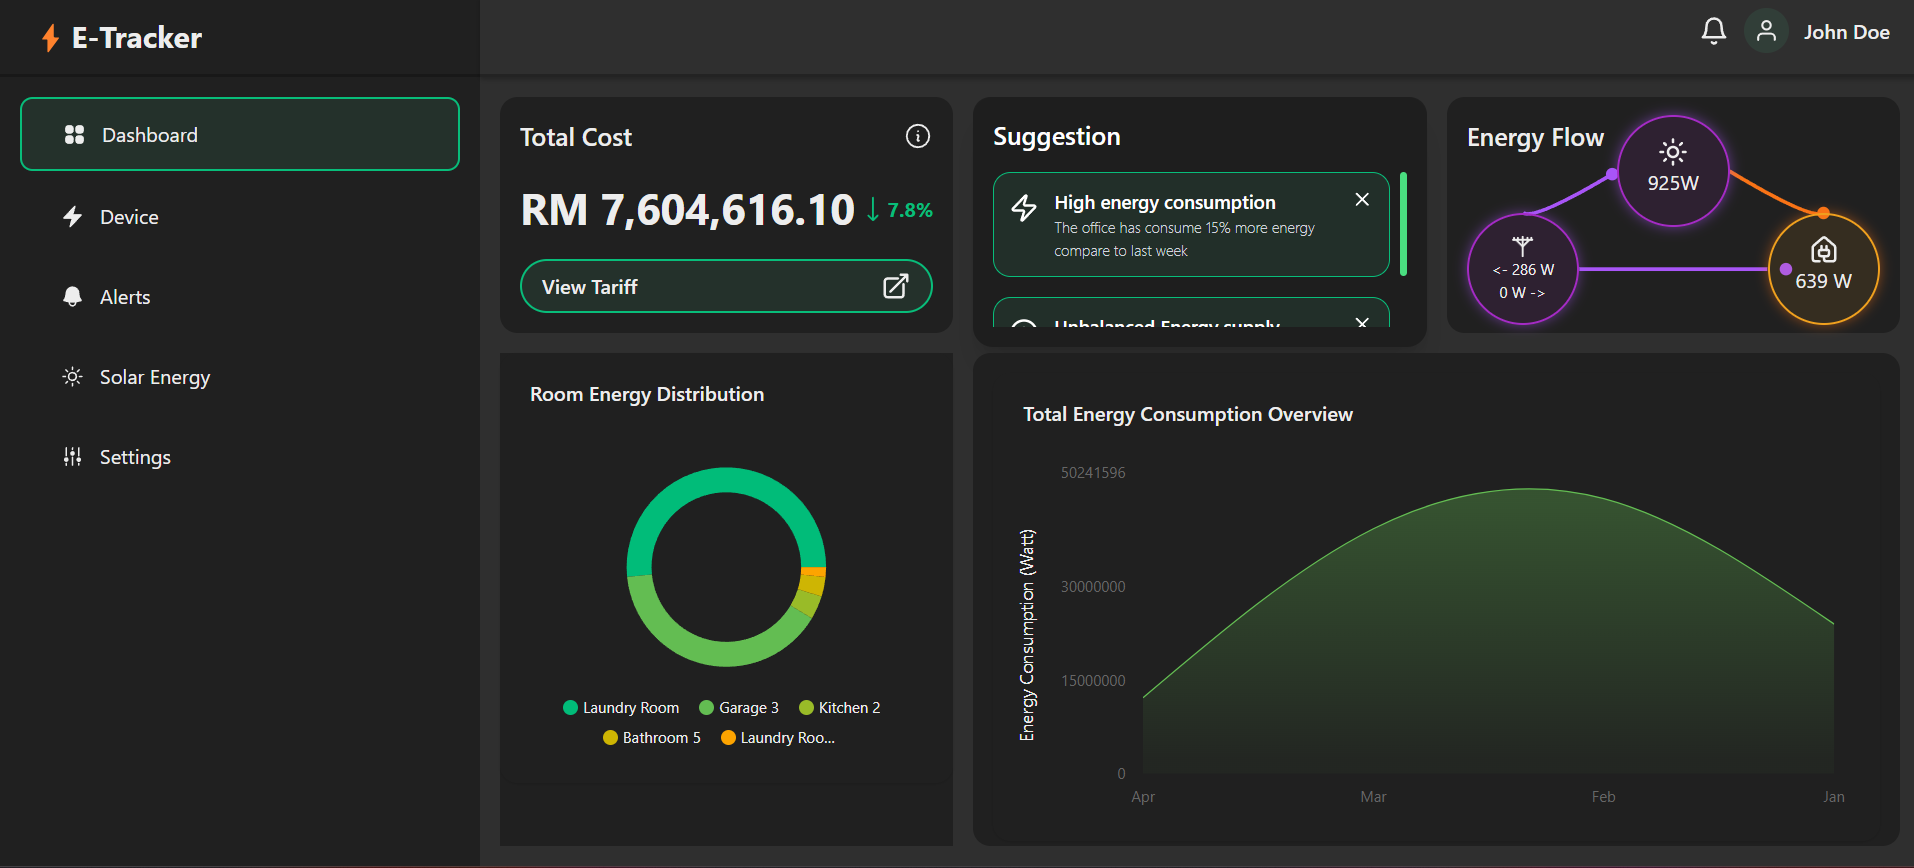 E-Tracker
John Doe
Dashboard
Device
Alerts
Solar Energy
Settings
Total Cost
RM 7,604,616.10 ↓ 7.8%
View Tariff
Suggestion
High energy consumption
The office has consume 15% more energy
compare to last week
Unbalanced Energy supply
Energy Flow
925W
<- 286 W
0 W ->
639 W
Room Energy Distribution
Laundry Room
Garage 3
Kitchen 2
Bathroom 5
Laundry Roo...
Total Energy Consumption Overview
Energy Consumption (Watt)
50241596
30000000
15000000
0
Apr
Mar
Feb
Jan